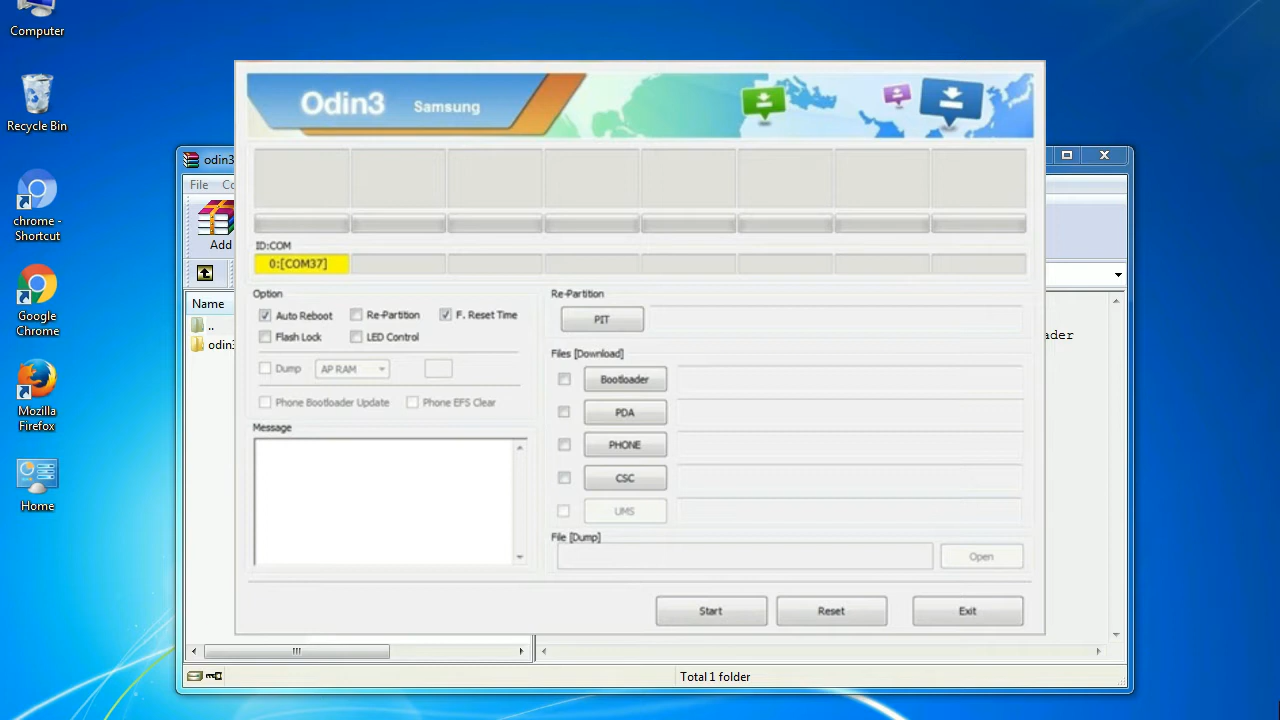 Computer
Recycle Bin
chrome -
Shortcut
Google
Chrome
Mozilla
Firefox
Home
odin3
File
Add
Name
..
odin3
Odin3 Samsung
ID:COM
0:[COM37]
Option
Auto Reboot
Re-Partition
F. Reset Time
Flash Lock
LED Control
Dump
AP RAM
Phone Bootloader Update
Phone EFS Clear
Message
Re-Partition
PIT
Files [Download]
Bootloader
PDA
PHONE
CSC
UMS
File [Dump]
Open
Start
Reset
Exit
Total 1 folder